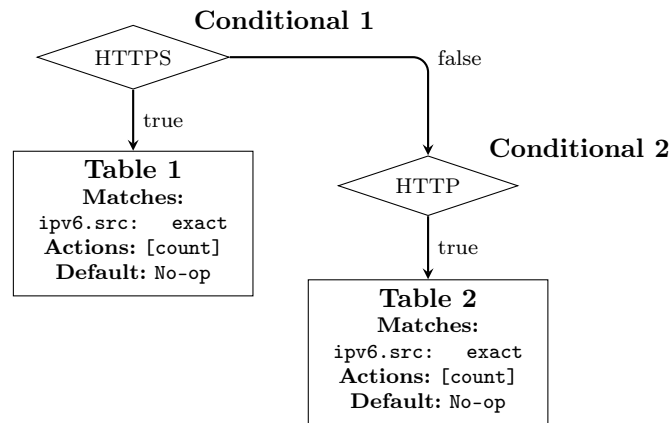 Conditional 1
HTTPS
false
true
Conditional 2
Table 1
Matches:
ipv6.src: exact
Actions: [count]
Default: No-op
HTTP
true
Table 2
Matches:
ipv6.src: exact
Actions: [count]
Default: No-op